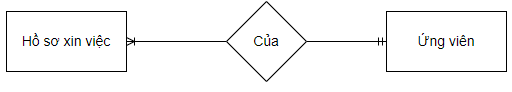 Hồ sơ xin việc
Của
Ứng viên